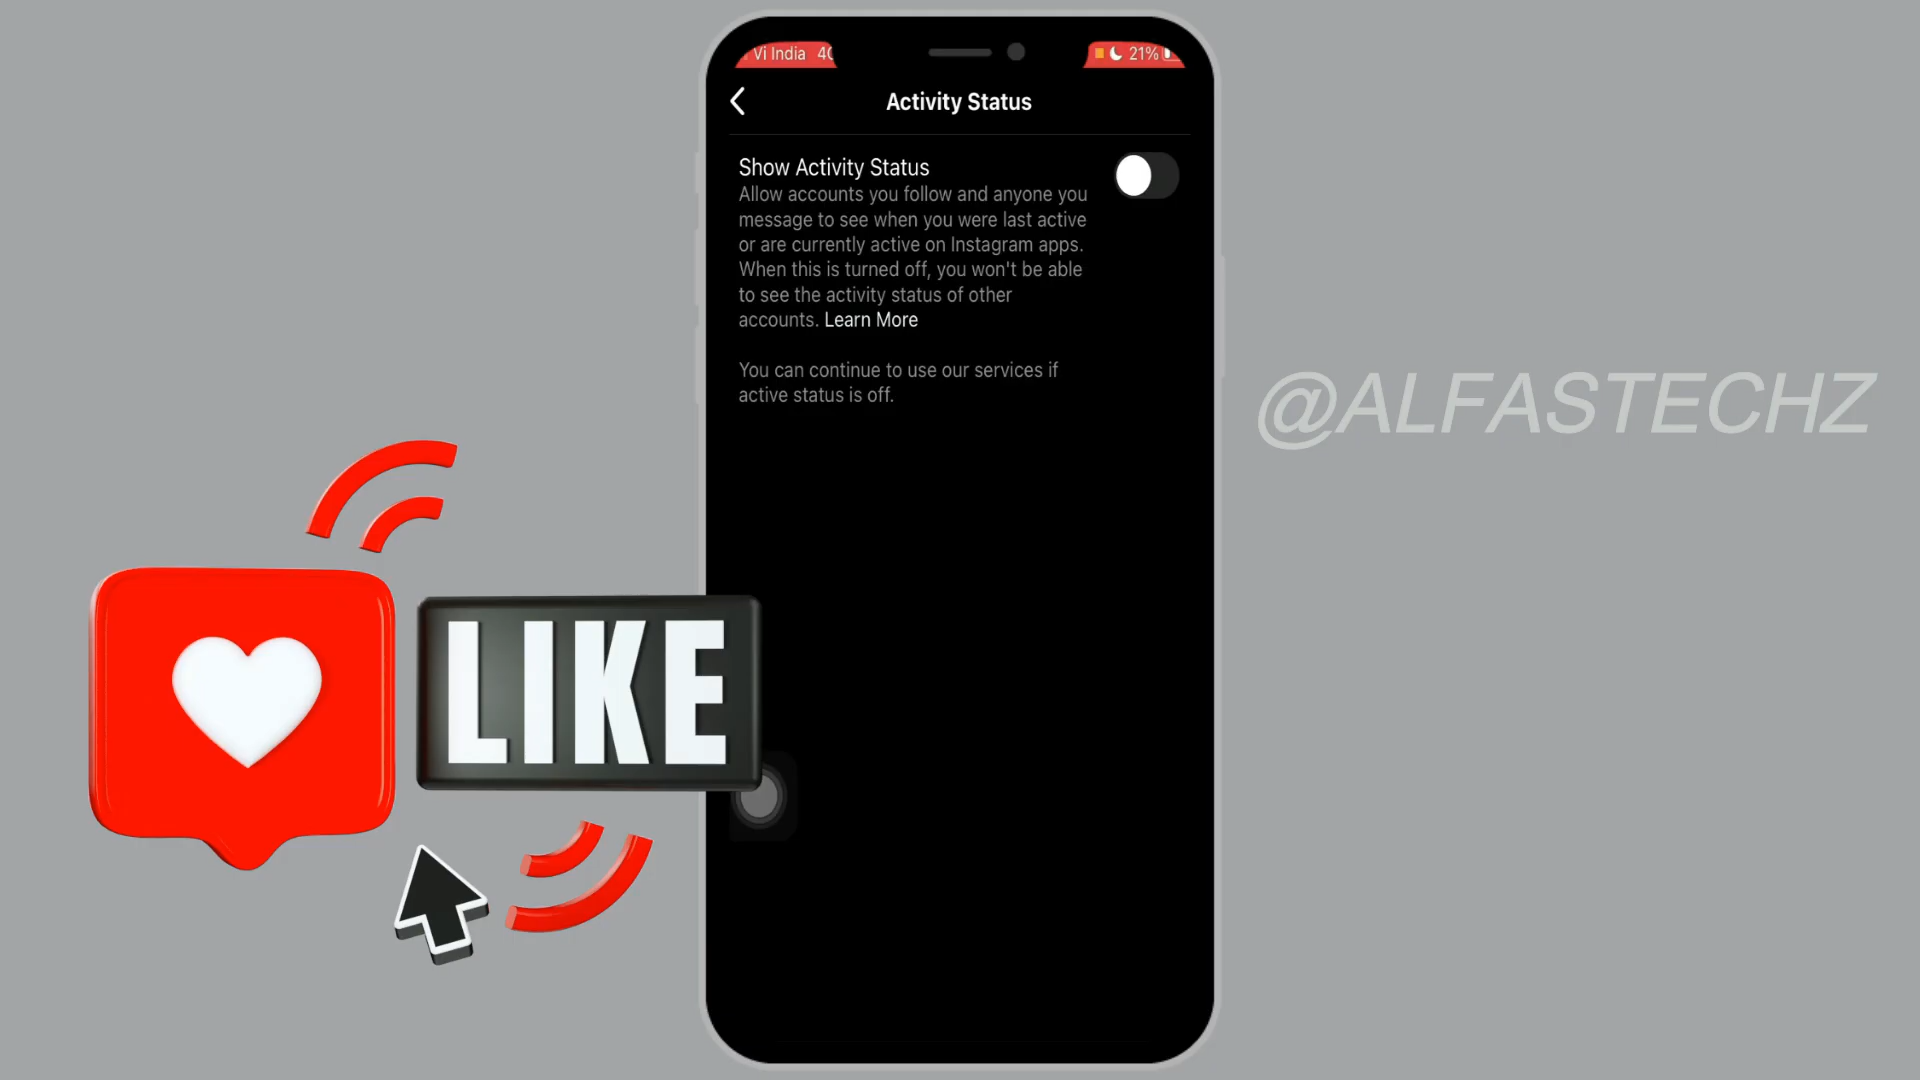 Vi India 4G
21%
Activity Status
Show Activity Status
Allow accounts you follow and anyone you
message to see when you were last active
or are currently active on Instagram apps.
When this is turned off, you won't be able
to see the activity status of other
accounts. Learn More
You can continue to use our services if
active status is off.
@ALFASTECHZ
LIKE